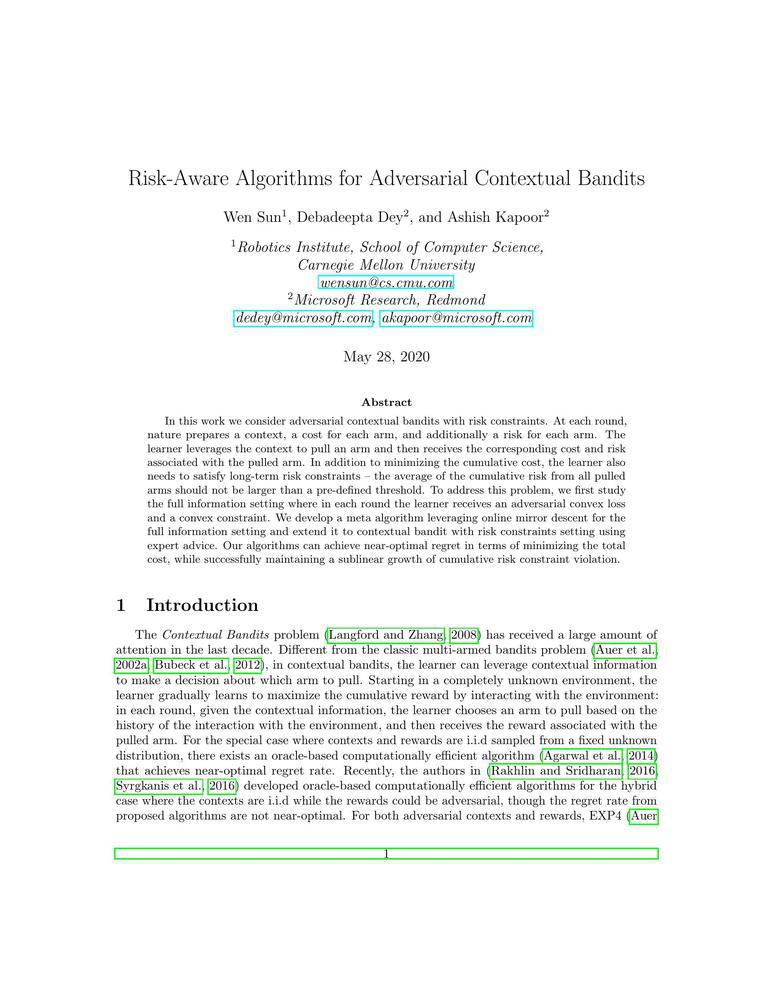 Risk-Aware Algorithms for Adversarial Contextual Bandits
Wen Sun1, Debadeepta Dey2, and Ashish Kapoor2
1Robotics Institute, School of Computer Science,
Carnegie Mellon University
wensun@cs.cmu.com
2Microsoft Research, Redmond
dedey@microsoft.com, akapoor@microsoft.com
May 28, 2020
Abstract
In this work we consider adversarial contextual bandits with risk constraints. At each round,
nature prepares a context, a cost for each arm, and additionally a risk for each arm. The
learner leverages the context to pull an arm and then receives the corresponding cost and risk
associated with the pulled arm. In addition to minimizing the cumulative cost, the learner also
needs to satisfy long-term risk constraints – the average of the cumulative risk from all pulled
arms should not be larger than a pre-defined threshold. To address this problem, we first study
the full information setting where in each round the learner receives an adversarial convex loss
and a convex constraint. We develop a meta algorithm leveraging online mirror descent for the
full information setting and extend it to contextual bandit with risk constraints setting using
expert advice. Our algorithms can achieve near-optimal regret in terms of minimizing the total
cost, while successfully maintaining a sublinear growth of cumulative risk constraint violation.
1 Introduction
The Contextual Bandits problem (Langford and Zhang, 2008) has received a large amount of
attention in the last decade. Different from the classic multi-armed bandits problem (Auer et al.,
2002a, Bubeck et al., 2012), in contextual bandits, the learner can leverage contextual information
to make a decision about which arm to pull. Starting in a completely unknown environment, the
learner gradually learns to maximize the cumulative reward by interacting with the environment:
in each round, given the contextual information, the learner chooses an arm to pull based on the
history of the interaction with the environment, and then receives the reward associated with the
pulled arm. For the special case where contexts and rewards are i.i.d sampled from a fixed unknown
distribution, there exists an oracle-based computationally efficient algorithm (Agarwal et al., 2014)
that achieves near-optimal regret rate. Recently, the authors in (Rakhlin and Sridharan, 2016,
Syrgkanis et al., 2016) developed oracle-based computationally efficient algorithms for the hybrid
case where the contexts are i.i.d while the rewards could be adversarial, though the regret rate from
proposed algorithms are not near-optimal. For both adversarial contexts and rewards, EXP4 (Auer
1